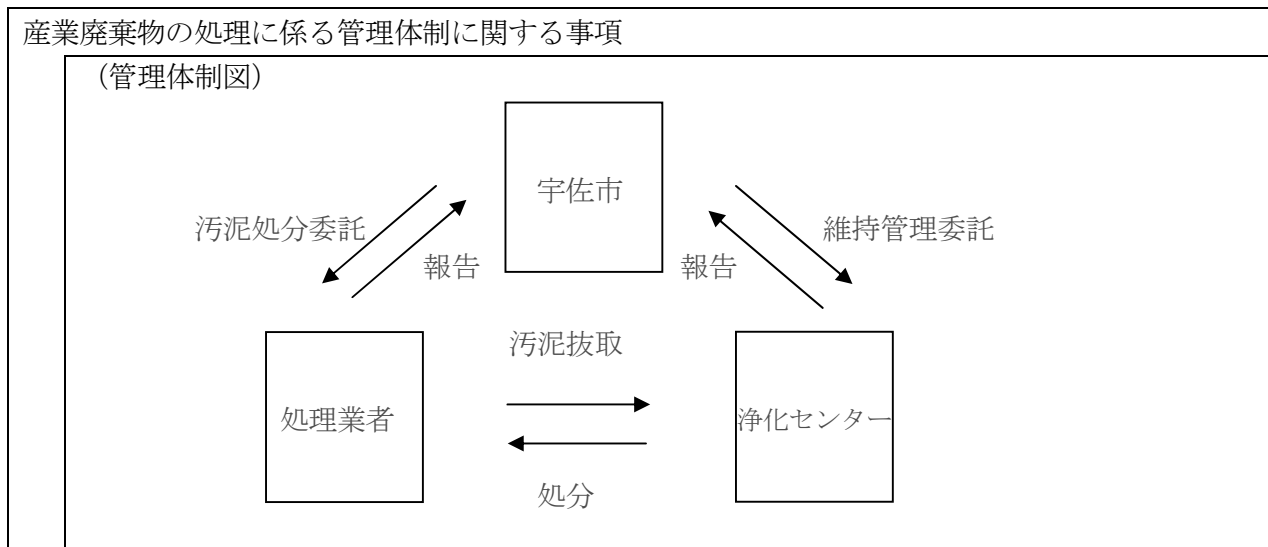 産業廃棄物の処理に係る管理体制に関する事項
（管理体制図）
宇佐市
汚泥処分委託
維持管理委託
報告
報告
汚泥抜取
処理業者
浄化センター
処分